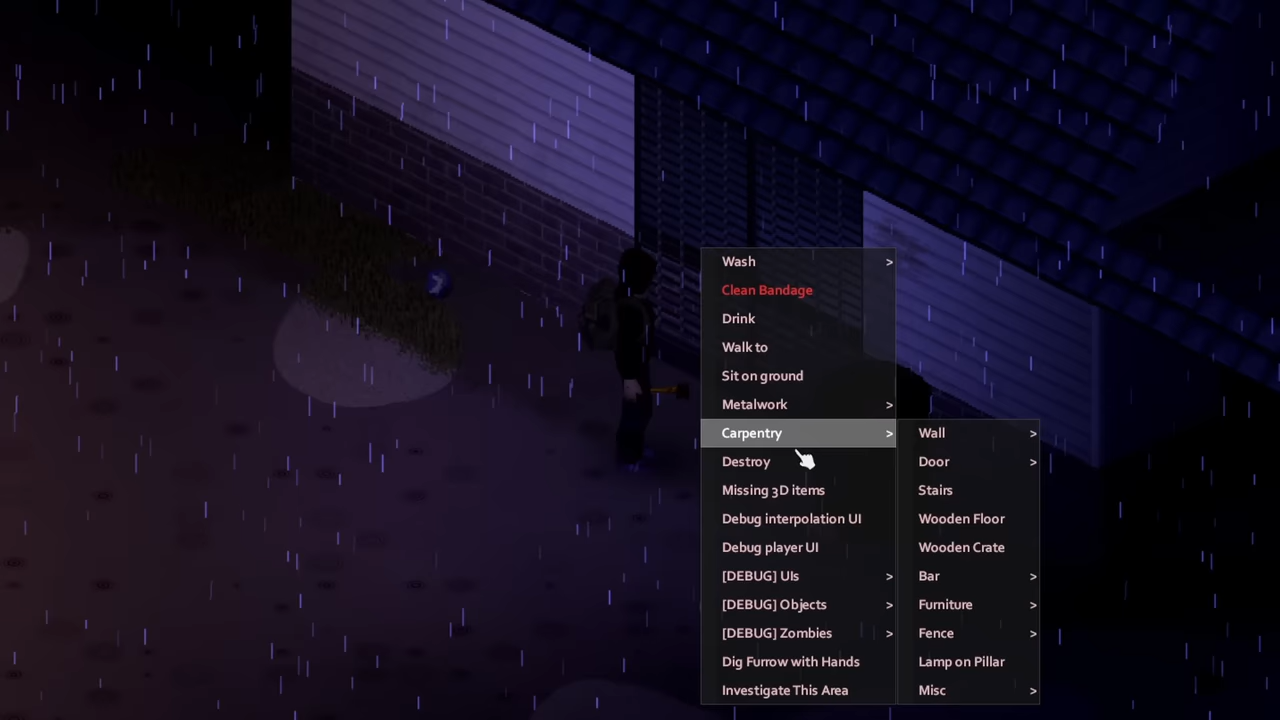 Wash >
Clean Bandage
Drink
Walk to
Sit on ground
Metalwork >
Carpentry >
Destroy
Missing 3D items
Debug interpolation UI
Debug player UI
[DEBUG] UIs >
[DEBUG] Objects >
[DEBUG] Zombies >
Dig Furrow with Hands
Investigate This Area
Wall >
Door >
Stairs
Wooden Floor
Wooden Crate
Bar >
Furniture >
Fence >
Lamp on Pillar
Misc >